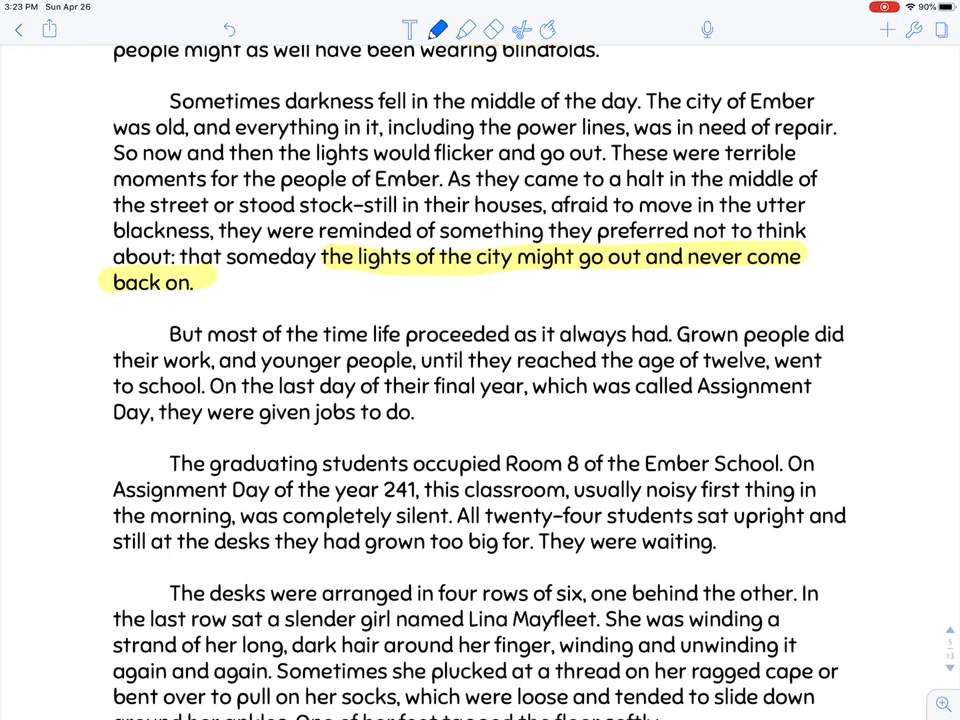 3:23 PM Sun Apr 26
90%
people might as well have been wearing blindfolds.
Sometimes darkness fell in the middle of the day. The city of Ember
was old, and everything in it, including the power lines, was in need of repair.
So now and then the lights would flicker and go out. These were terrible
moments for the people of Ember. As they came to a halt in the middle of
the street or stood stock-still in their houses, afraid to move in the utter
blackness, they were reminded of something they preferred not to think
about: that someday the lights of the city might go out and never come
back on.
But most of the time life proceeded as it always had. Grown people did
their work, and younger people, until they reached the age of twelve, went
to school. On the last day of their final year, which was called Assignment
Day, they were given jobs to do.
The graduating students occupied Room 8 of the Ember School. On
Assignment Day of the year 241, this classroom, usually noisy first thing in
the morning, was completely silent. All twenty-four students sat upright and
still at the desks they had grown too big for. They were waiting.
The desks were arranged in four rows of six, one behind the other. In
the last row sat a slender girl named Lina Mayfleet. She was winding a
strand of her long, dark hair around her finger, winding and unwinding it
again and again. Sometimes she plucked at a thread on her ragged cape or
bent over to pull on her socks, which were loose and tended to slide down
around her ankles. One of her feet tapped the floor softly.
5
13